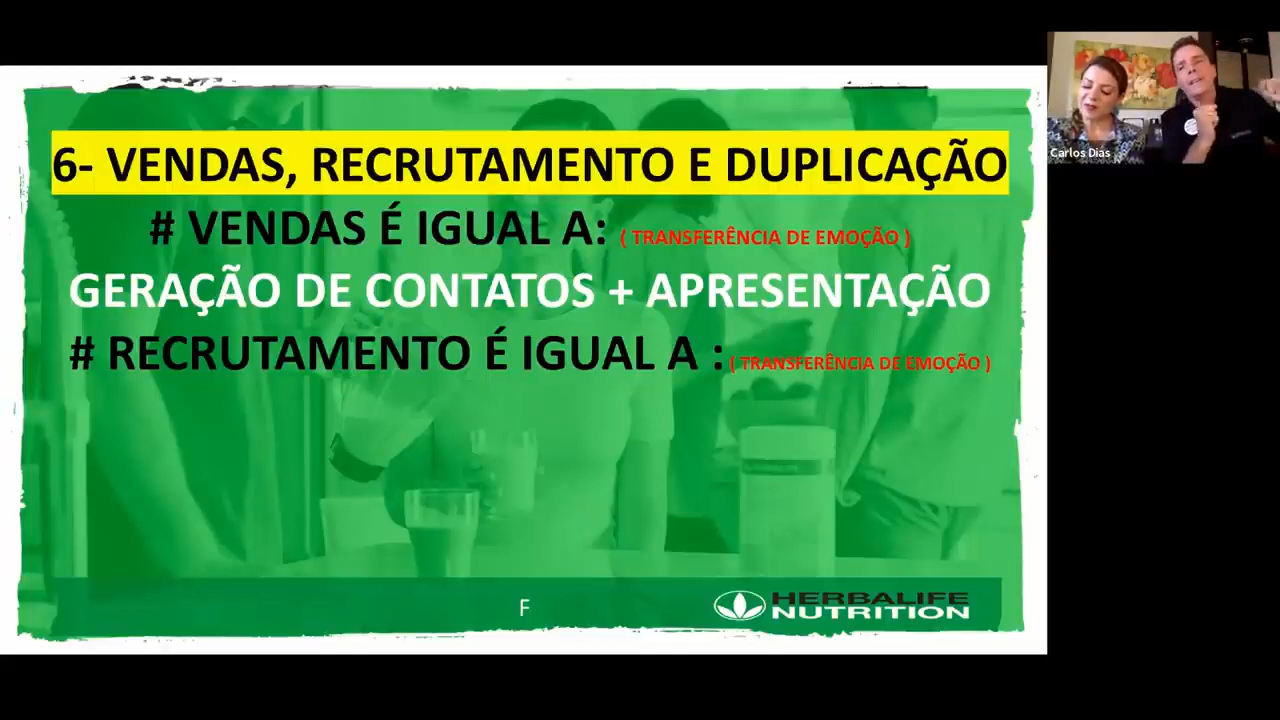 6- VENDAS, RECRUTAMENTO E DUPLICAÇÃO
# VENDAS É IGUAL A: ( TRANSFERÊNCIA DE EMOÇÃO )
GERAÇÃO DE CONTATOS + APRESENTAÇÃO
# RECRUTAMENTO É IGUAL A : ( TRANSFERÊNCIA DE EMOÇÃO )
F
HERBALIFE
NUTRITION
Carlos Dias